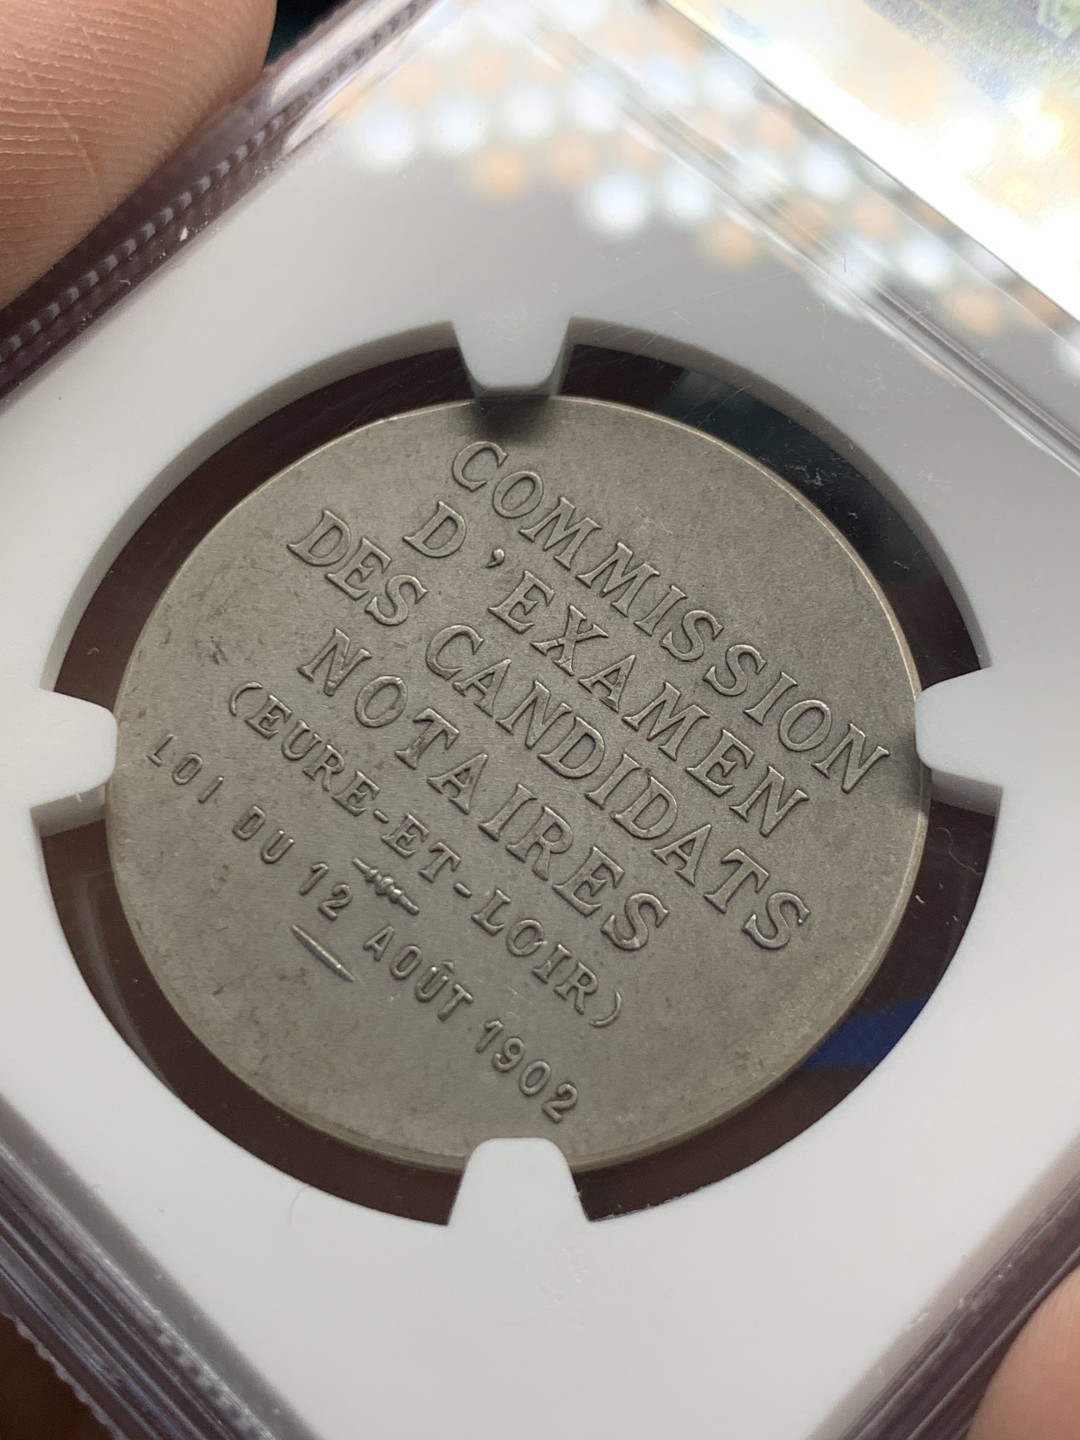 COMMISSION
D'EXAMEN
DES CANDIDATS
NOTAIRES
(EURE-ET-LOIR)
LOI DU 12 AOÛT 1902